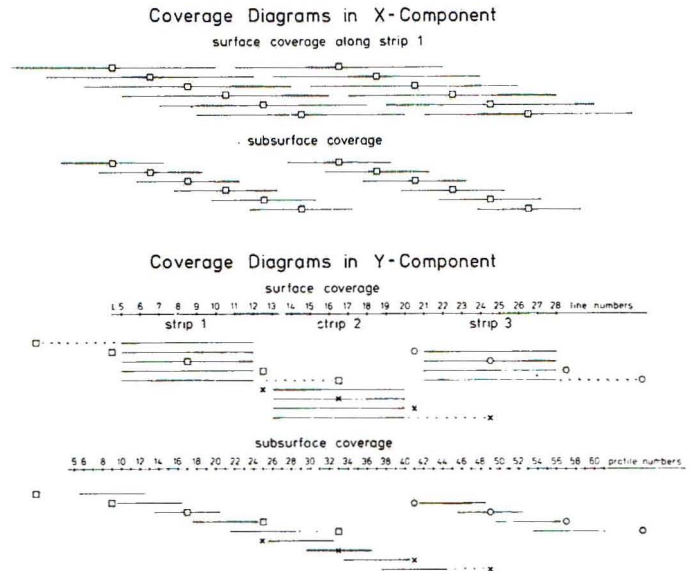 Coverage Diagrams in X-Component
surface coverage along strip 1
subsurface coverage
Coverage Diagrams in Y-Component
surface coverage
L5 6 7 8 9 10 11 12 13 14 15 16 17 18 19 20 21 22 23 24 25 26 27 28 line numbers
strip 1 strip 2 strip 3
subsurface coverage
5 6 8 10 12 14 16 18 20 22 24 26 28 30 32 34 36 38 40 42 44 46 48 50 52 54 56 58 60 profile numbers